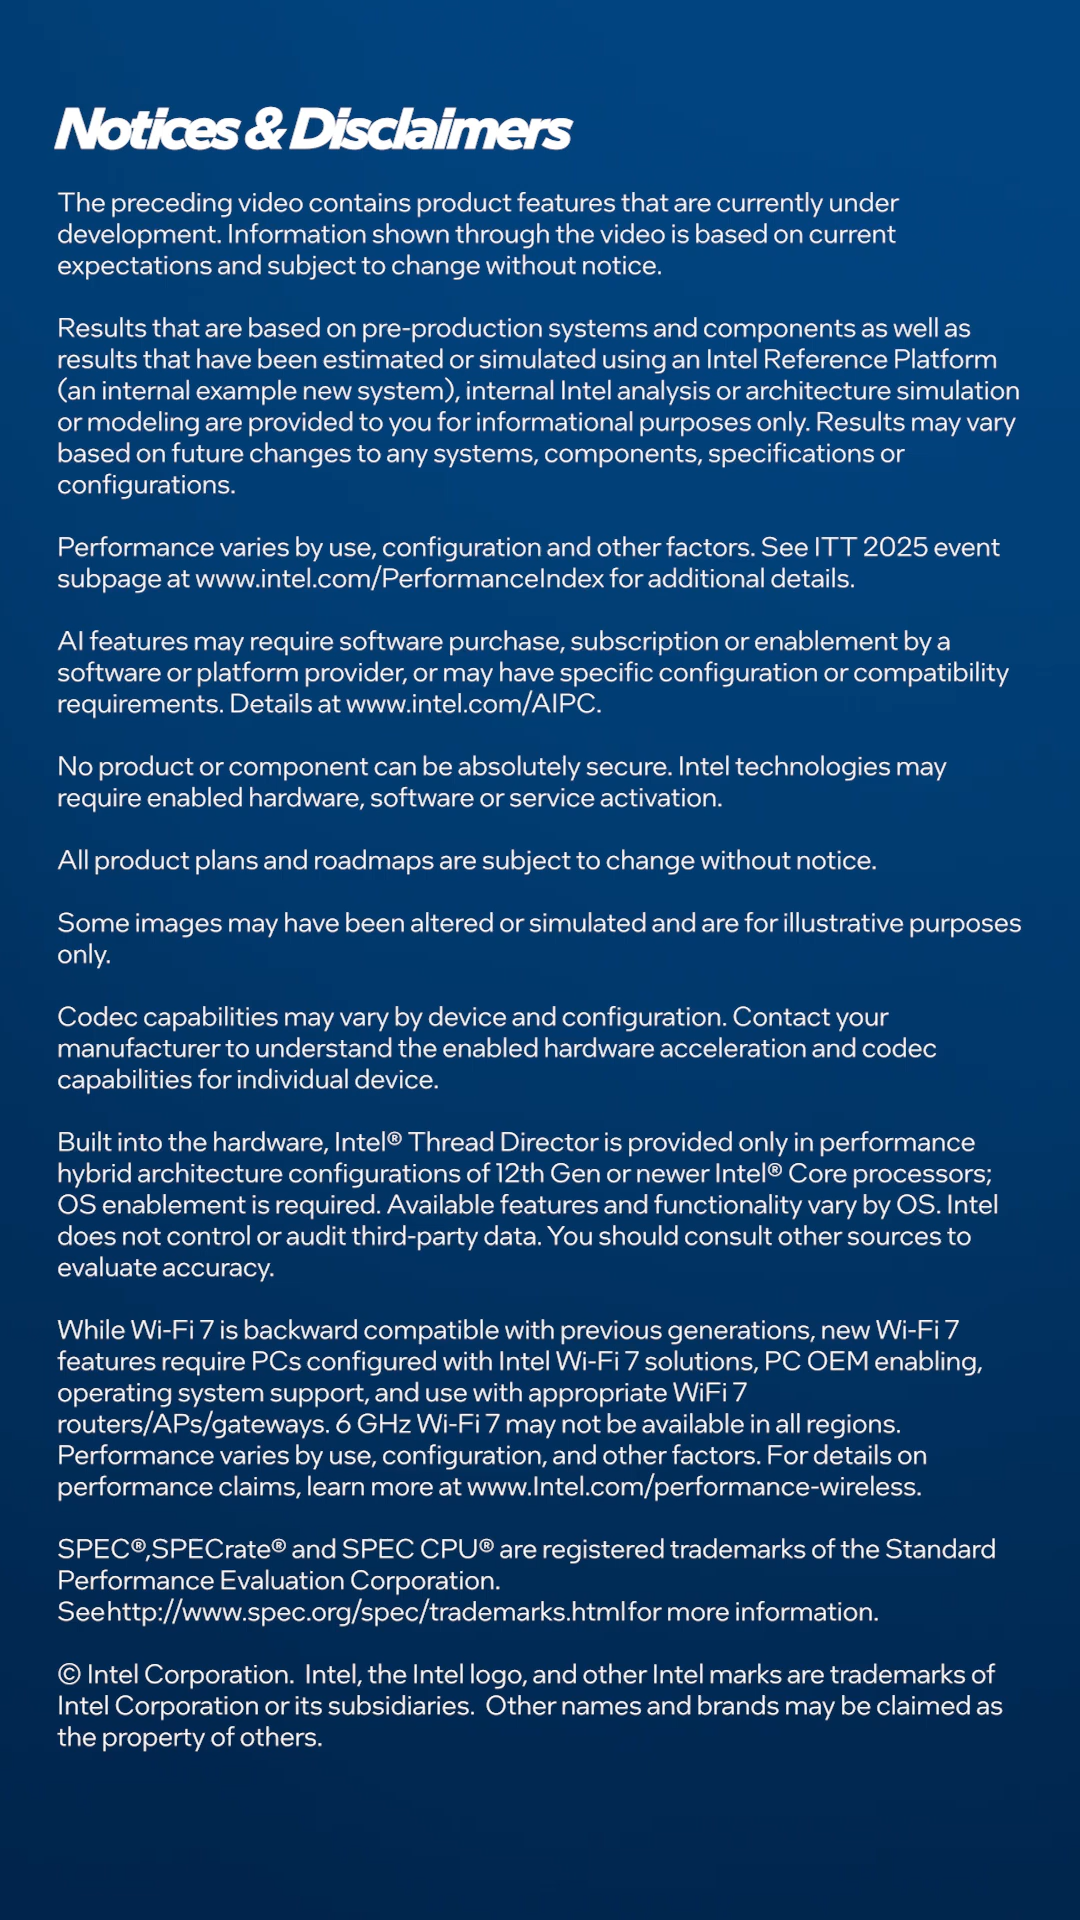 Notices & Disclaimers
The preceding video contains product features that are currently under
development. Information shown through the video is based on current
expectations and subject to change without notice.
Results that are based on pre-production systems and components as well as
results that have been estimated or simulated using an Intel Reference Platform
(an internal example new system), internal Intel analysis or architecture simulation
or modeling are provided to you for informational purposes only. Results may vary
based on future changes to any systems, components, specifications or
configurations.
Performance varies by use, configuration and other factors. See ITT 2025 event
subpage at www.intel.com/PerformanceIndex for additional details.
AI features may require software purchase, subscription or enablement by a
software or platform provider, or may have specific configuration or compatibility
requirements. Details at www.intel.com/AIPC.
No product or component can be absolutely secure. Intel technologies may
require enabled hardware, software or service activation.
All product plans and roadmaps are subject to change without notice.
Some images may have been altered or simulated and are for illustrative purposes
only.
Codec capabilities may vary by device and configuration. Contact your
manufacturer to understand the enabled hardware acceleration and codec
capabilities for individual device.
Built into the hardware, Intel® Thread Director is provided only in performance
hybrid architecture configurations of 12th Gen or newer Intel® Core processors;
OS enablement is required. Available features and functionality vary by OS. Intel
does not control or audit third-party data. You should consult other sources to
evaluate accuracy.
While Wi-Fi 7 is backward compatible with previous generations, new Wi-Fi 7
features require PCs configured with Intel Wi-Fi 7 solutions, PC OEM enabling,
operating system support, and use with appropriate WiFi 7
routers/APs/gateways. 6 GHz Wi-Fi 7 may not be available in all regions.
Performance varies by use, configuration, and other factors. For details on
performance claims, learn more at www.Intel.com/performance-wireless.
SPEC®,SPECrate® and SPEC CPU® are registered trademarks of the Standard
Performance Evaluation Corporation.
Seehttp://www.spec.org/spec/trademarks.htmlfor more information.
© Intel Corporation.  Intel, the Intel logo, and other Intel marks are trademarks of
Intel Corporation or its subsidiaries.  Other names and brands may be claimed as
the property of others.